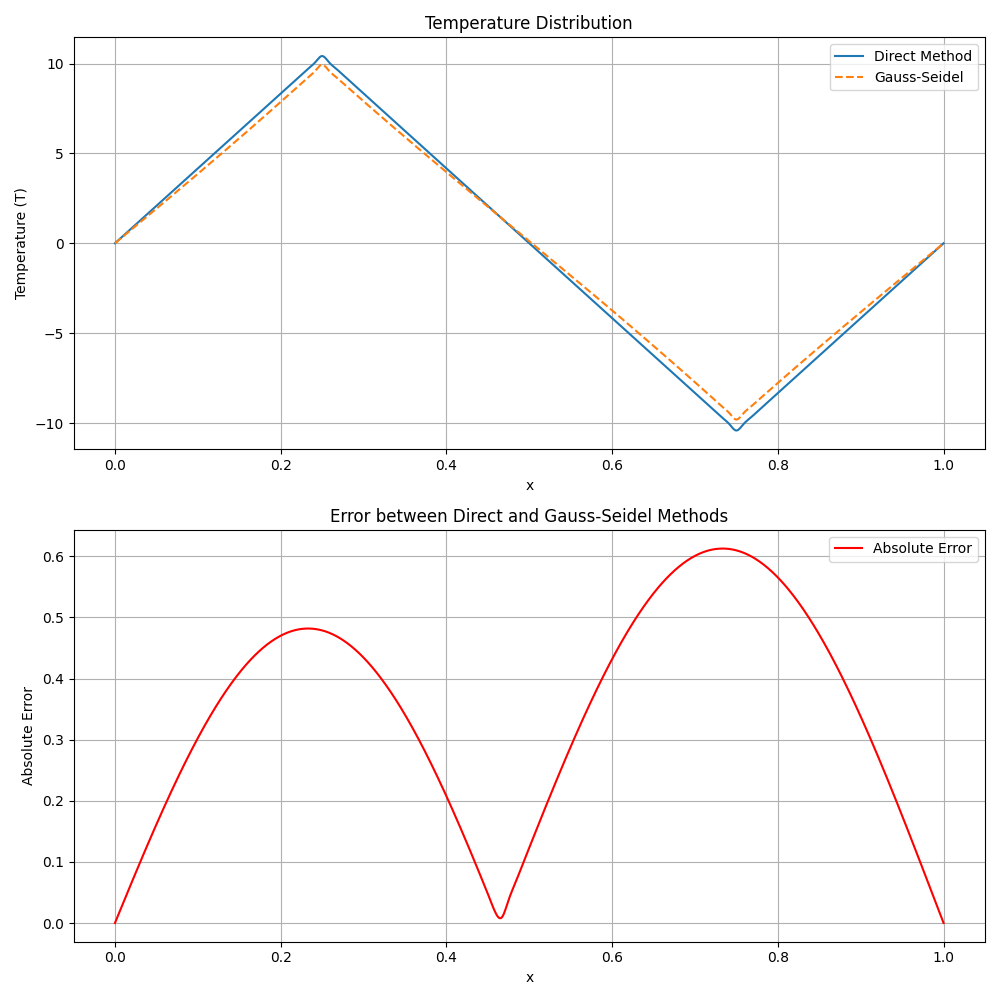 Temperature Distribution
Direct Method
Gauss-Seidel
Temperature (T)
10
5
0
−5
−10
0.0 0.2 0.4 0.6 0.8 1.0
x
Error between Direct and Gauss-Seidel Methods
Absolute Error
Absolute Error
0.6
0.5
0.4
0.3
0.2
0.1
0.0
0.0 0.2 0.4 0.6 0.8 1.0
x